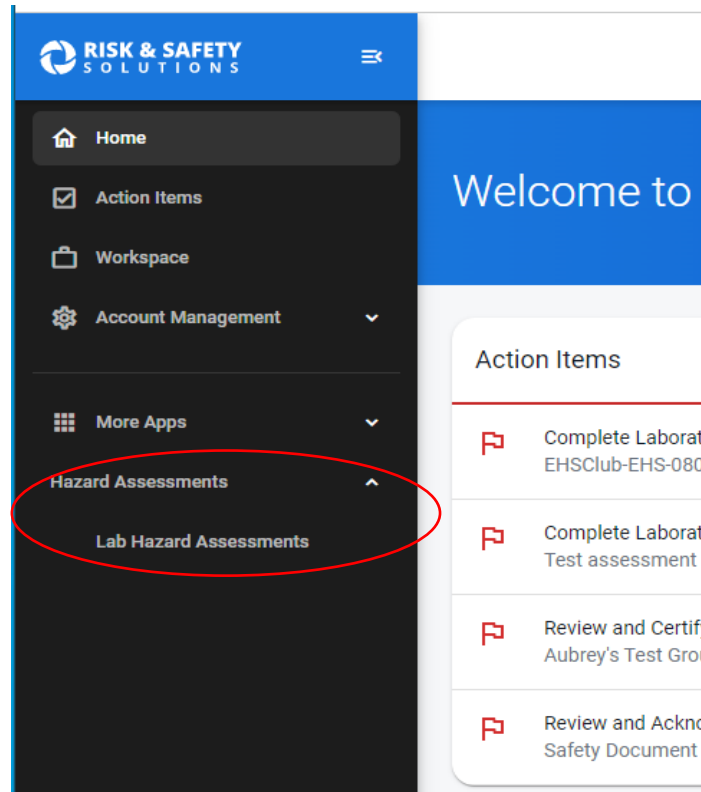 RISK & SAFETY
SOLUTIONS
Home
Action Items
Workspace
Account Management
More Apps
Hazard Assessments
Lab Hazard Assessments
Welcome to
Action Items
Complete Laborat
EHSClub-EHS-080
Complete Laborat
Test assessment
Review and Certif
Aubrey's Test Gro
Review and Ackno
Safety Document